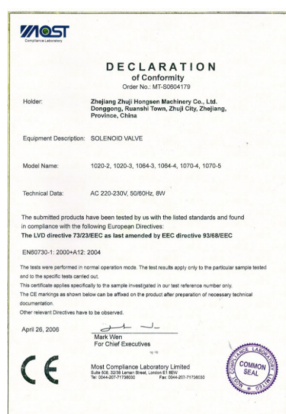 MOST
Compliance Laboratory
DECLARATION
of Conformity
Order No.: MT-S0604179
Holder: Zhejiang Zhuji Hongsen Machinery Co., Ltd.
Donggong, Ruanshi Town, Zhuji City, Zhejiang,
Province, China
Equipment Description: SOLENOID VALVE
Model Name: 1020-2, 1020-3, 1064-3, 1064-4, 1070-4, 1070-5
Technical Data: AC 220-230V, 50/60Hz, 8W
The submitted products have been tested by us with the listed standards and found
in compliance with the following European Directives:
The LVD directive 73/23/EEC as last amended by EEC directive 93/68/EEC
EN60730-1: 2000+A12: 2004
The tests were performed in normal operation mode. The test results apply only to the particular sample tested
and to the specific tests carried out.
This certificate applies specifically to the sample investigated in our test reference number only.
The CE markings as shown below can be affixed on the product after preparation of necessary technical
documentation.
Other relevant Directives have to be observed.
April 26, 2006
Mark Wen
For Chief Executives
Most Compliance Laboratory Limited
CE
COMPLIANCE LABORATORY
COMMON
SEAL